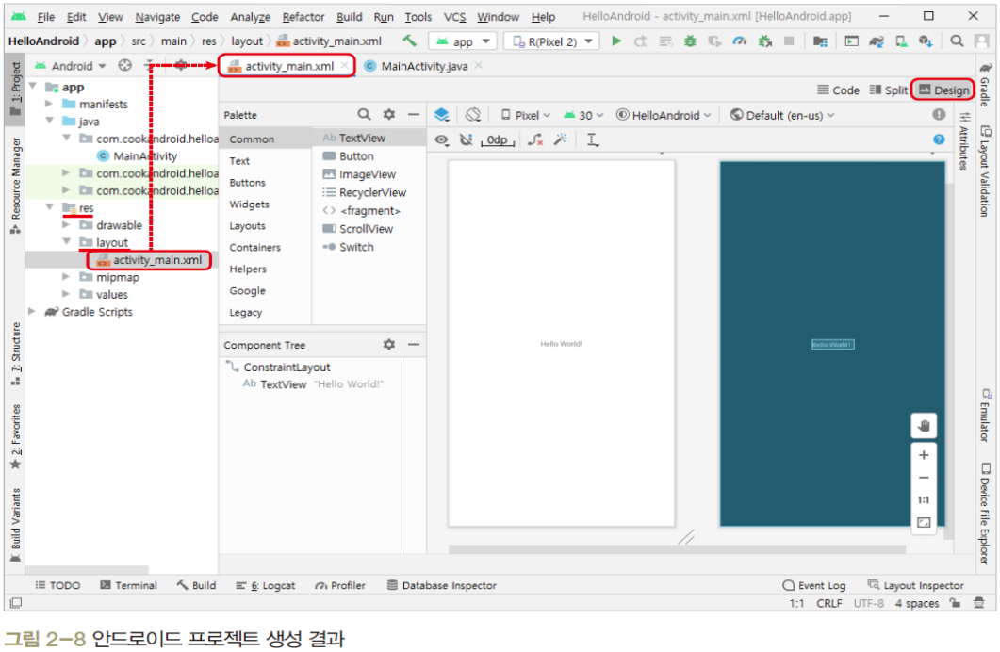 File Edit View Navigate Code Analyze Refactor Build Run Tools VCS Window Help HelloAndroid - activity_main.xml [HelloAndroid.app]
HelloAndroid app src main res layout activity_main.xml app R(Pixel 2)
1: Project
Resource Manager
7: Structure
2: Favorites
Build Variants
Android
app
manifests
java
com.cookandroid.helloa
MainActivity
com.cookandroid.helloa
com.cookandroid.helloa
res
drawable
layout
activity_main.xml
mipmap
values
Gradle Scripts
activity_main.xml MainActivity.java
Code Split Design
Palette
Common
Text
Buttons
Widgets
Layouts
Containers
Helpers
Google
Legacy
Ab TextView
Button
ImageView
RecyclerView
<fragment>
ScrollView
Switch
Component Tree
ConstraintLayout
Ab TextView "Hello World!"
Pixel 30 HelloAndroid Default (en-us)
0dp
Hello World!
Hello World!
1:1
Gradle
Layout Validation
Attributes
Emulator
Device File Explorer
TODO Terminal Build 6: Logcat Profiler Database Inspector Event Log Layout Inspector
1:1 CRLF UTF-8 4 spaces
그림 2-8 안드로이드 프로젝트 생성 결과